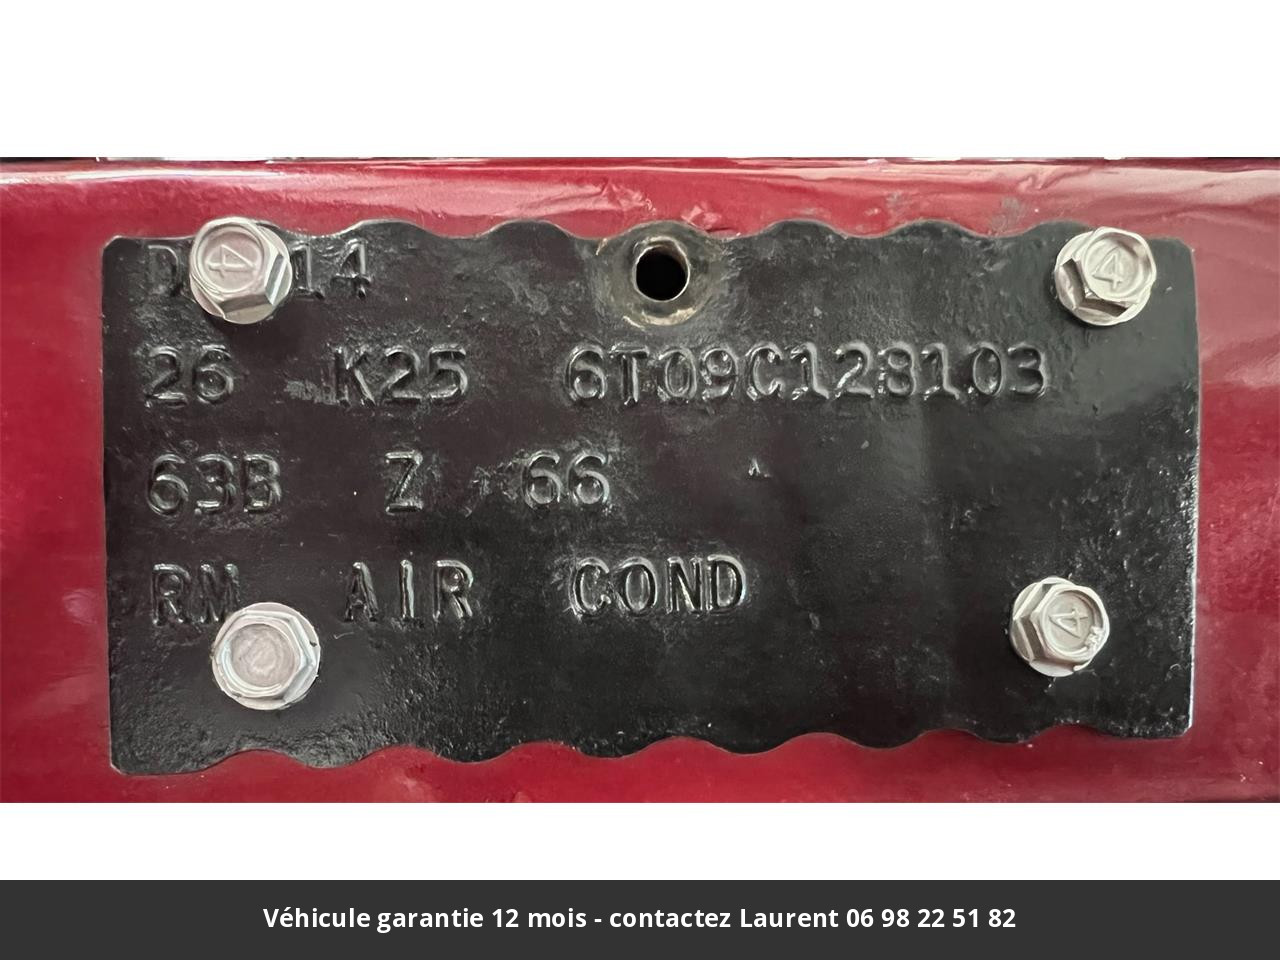 14
26 K25 6T09C128103
63B Z 66
RM AIR COND
Véhicule garantie 12 mois - contactez Laurent 06 98 22 51 82